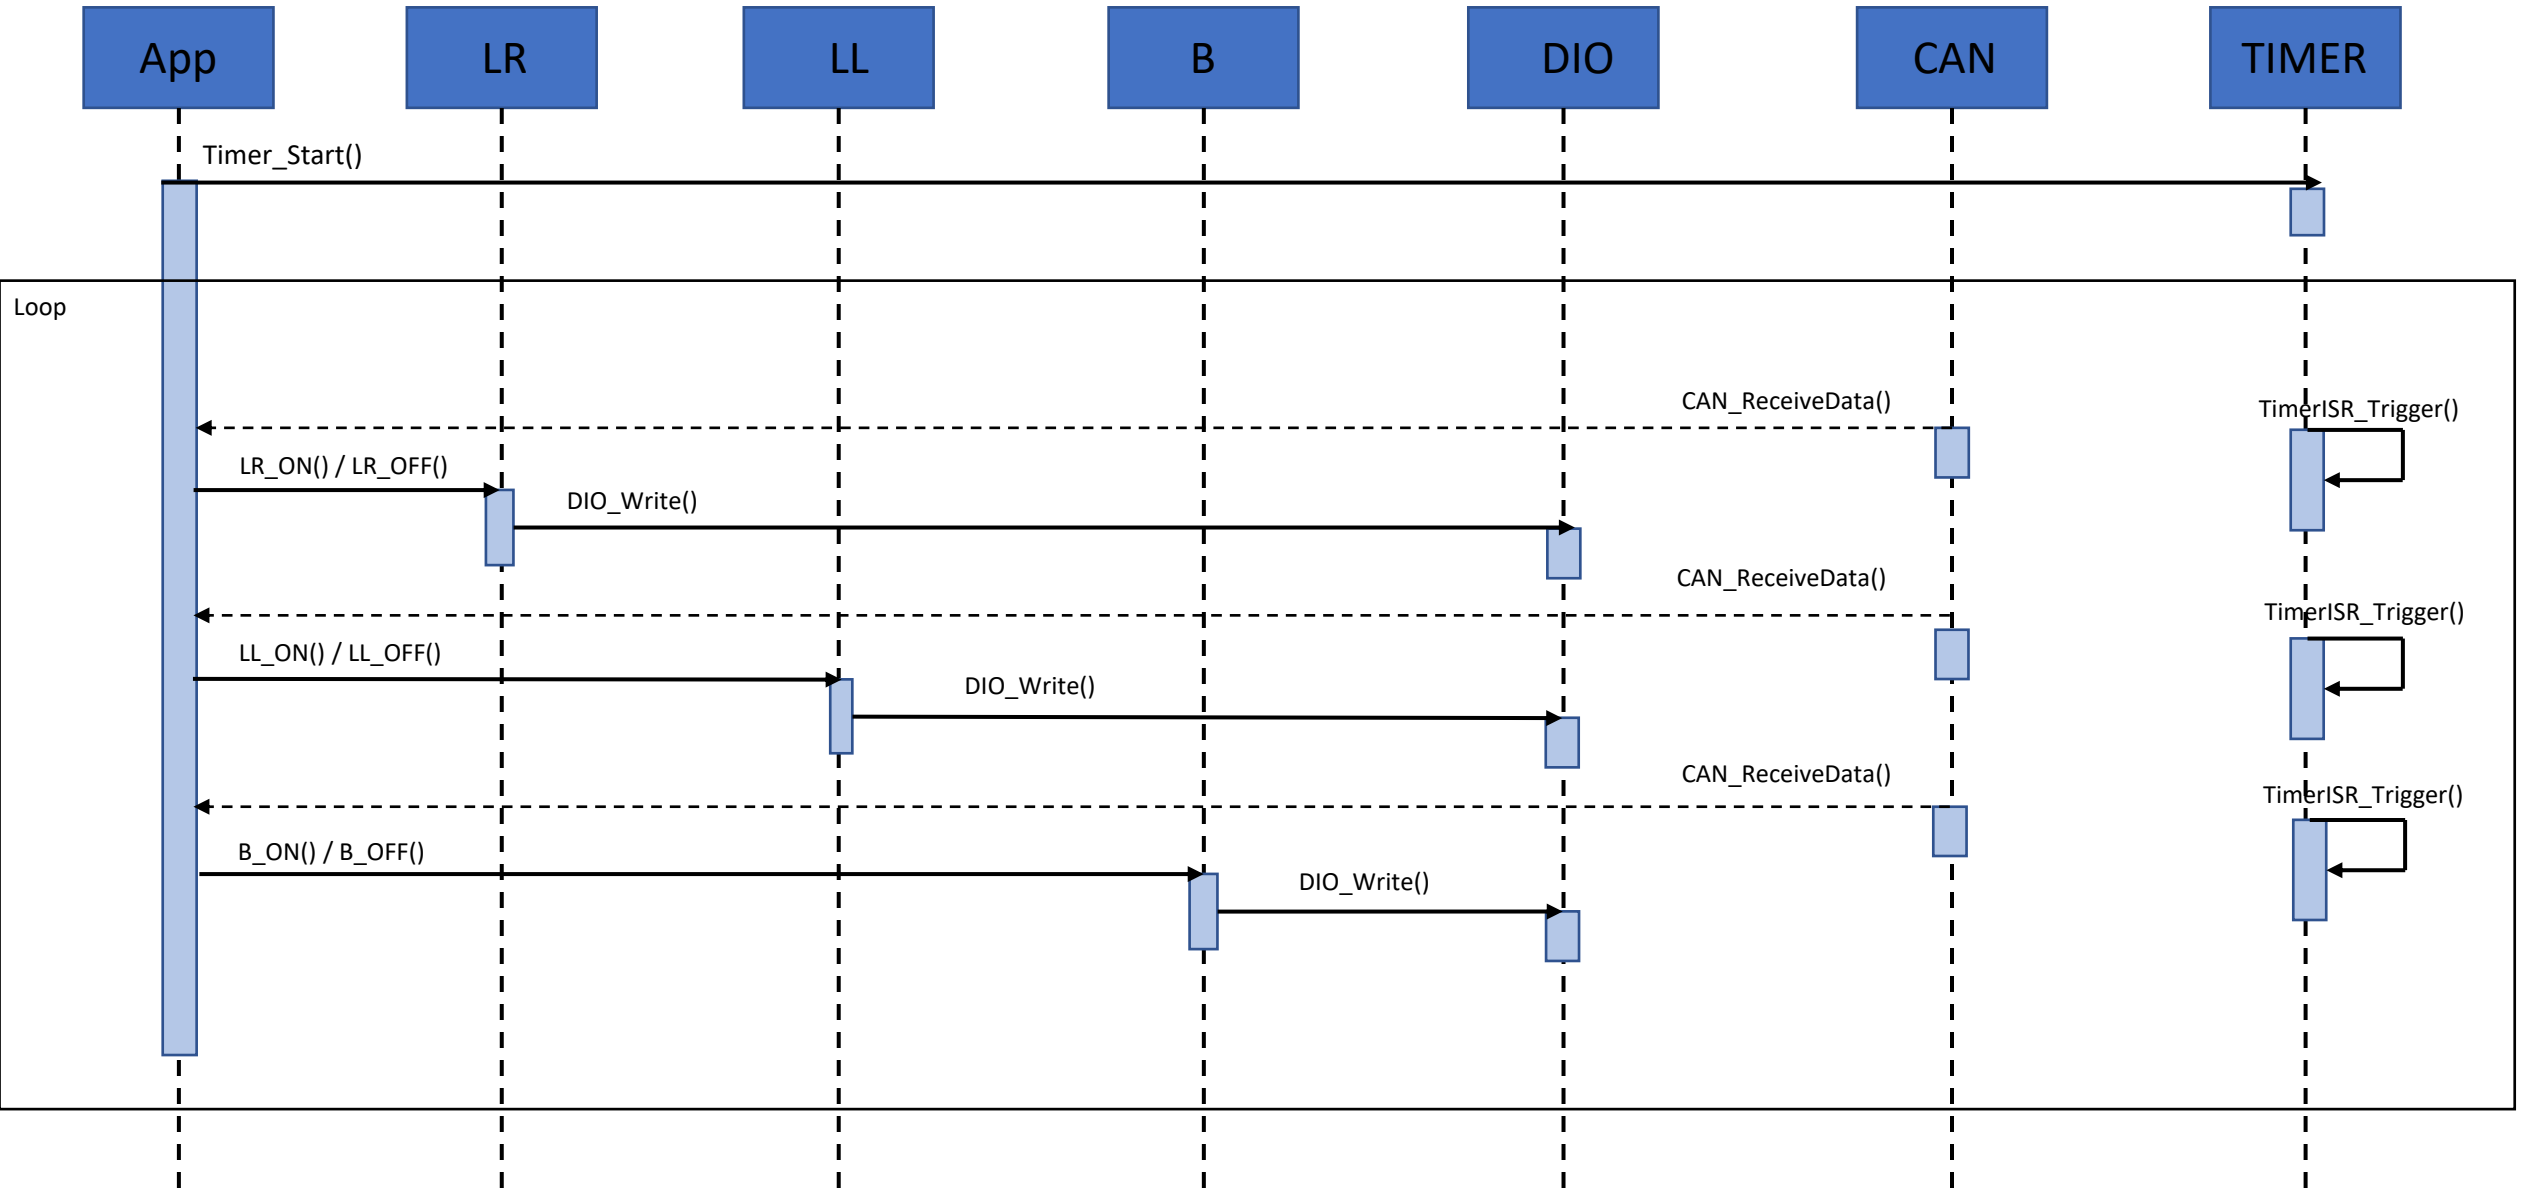 App
LR
LL
B
DIO
CAN
TIMER
Timer_Start()
Loop
CAN_ReceiveData()
TimerISR_Trigger()
LR_ON() / LR_OFF()
DIO_Write()
CAN_ReceiveData()
TimerISR_Trigger()
LL_ON() / LL_OFF()
DIO_Write()
CAN_ReceiveData()
TimerISR_Trigger()
B_ON() / B_OFF()
DIO_Write()